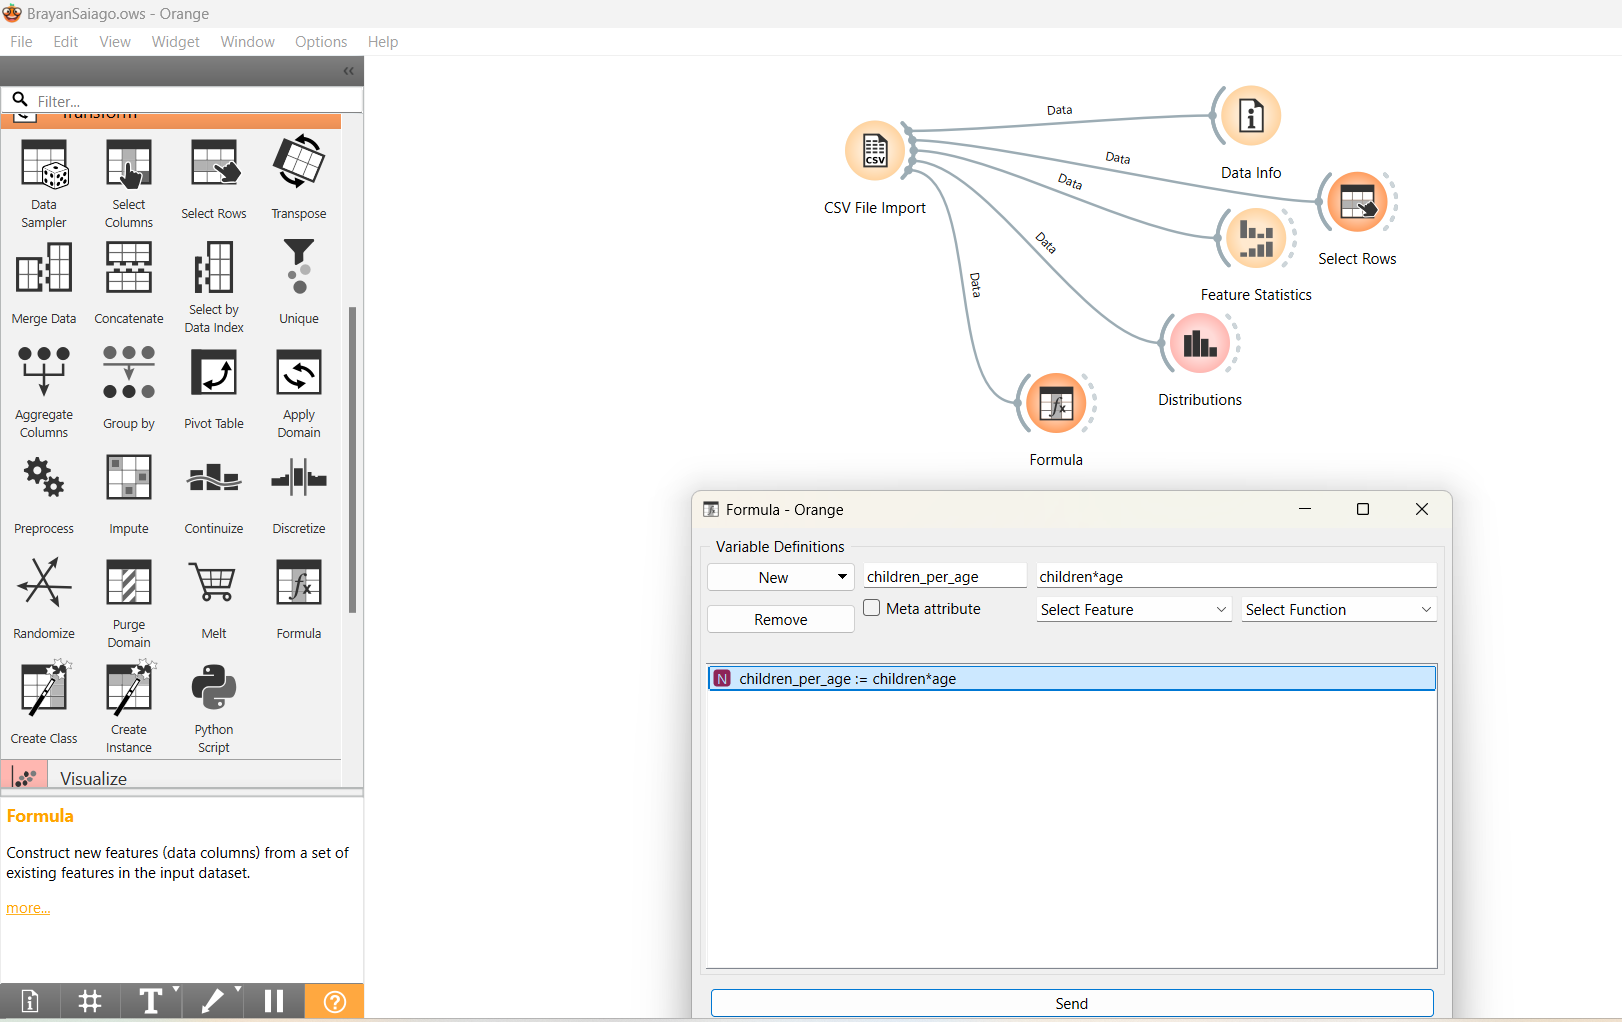 BrayanSaiago.ows - Orange
File Edit View Widget Window Options Help
«
Filter...
Transform
Data Sampler
Select Columns
Select Rows
Transpose
Merge Data
Concatenate
Select by Data Index
Unique
Aggregate Columns
Group by
Pivot Table
Apply Domain
Preprocess
Impute
Continuize
Discretize
Randomize
Purge Domain
Melt
Formula
Create Class
Create Instance
Python Script
Visualize
Formula
Construct new features (data columns) from a set of
existing features in the input dataset.
more...
CSV
CSV File Import
Data
Data
Data
Data
Data
Data Info
Select Rows
Feature Statistics
Distributions
fx
Formula
Formula - Orange
Variable Definitions
New
children_per_age
children*age
Remove
Meta attribute
Select Feature
Select Function
N children_per_age := children*age
Send